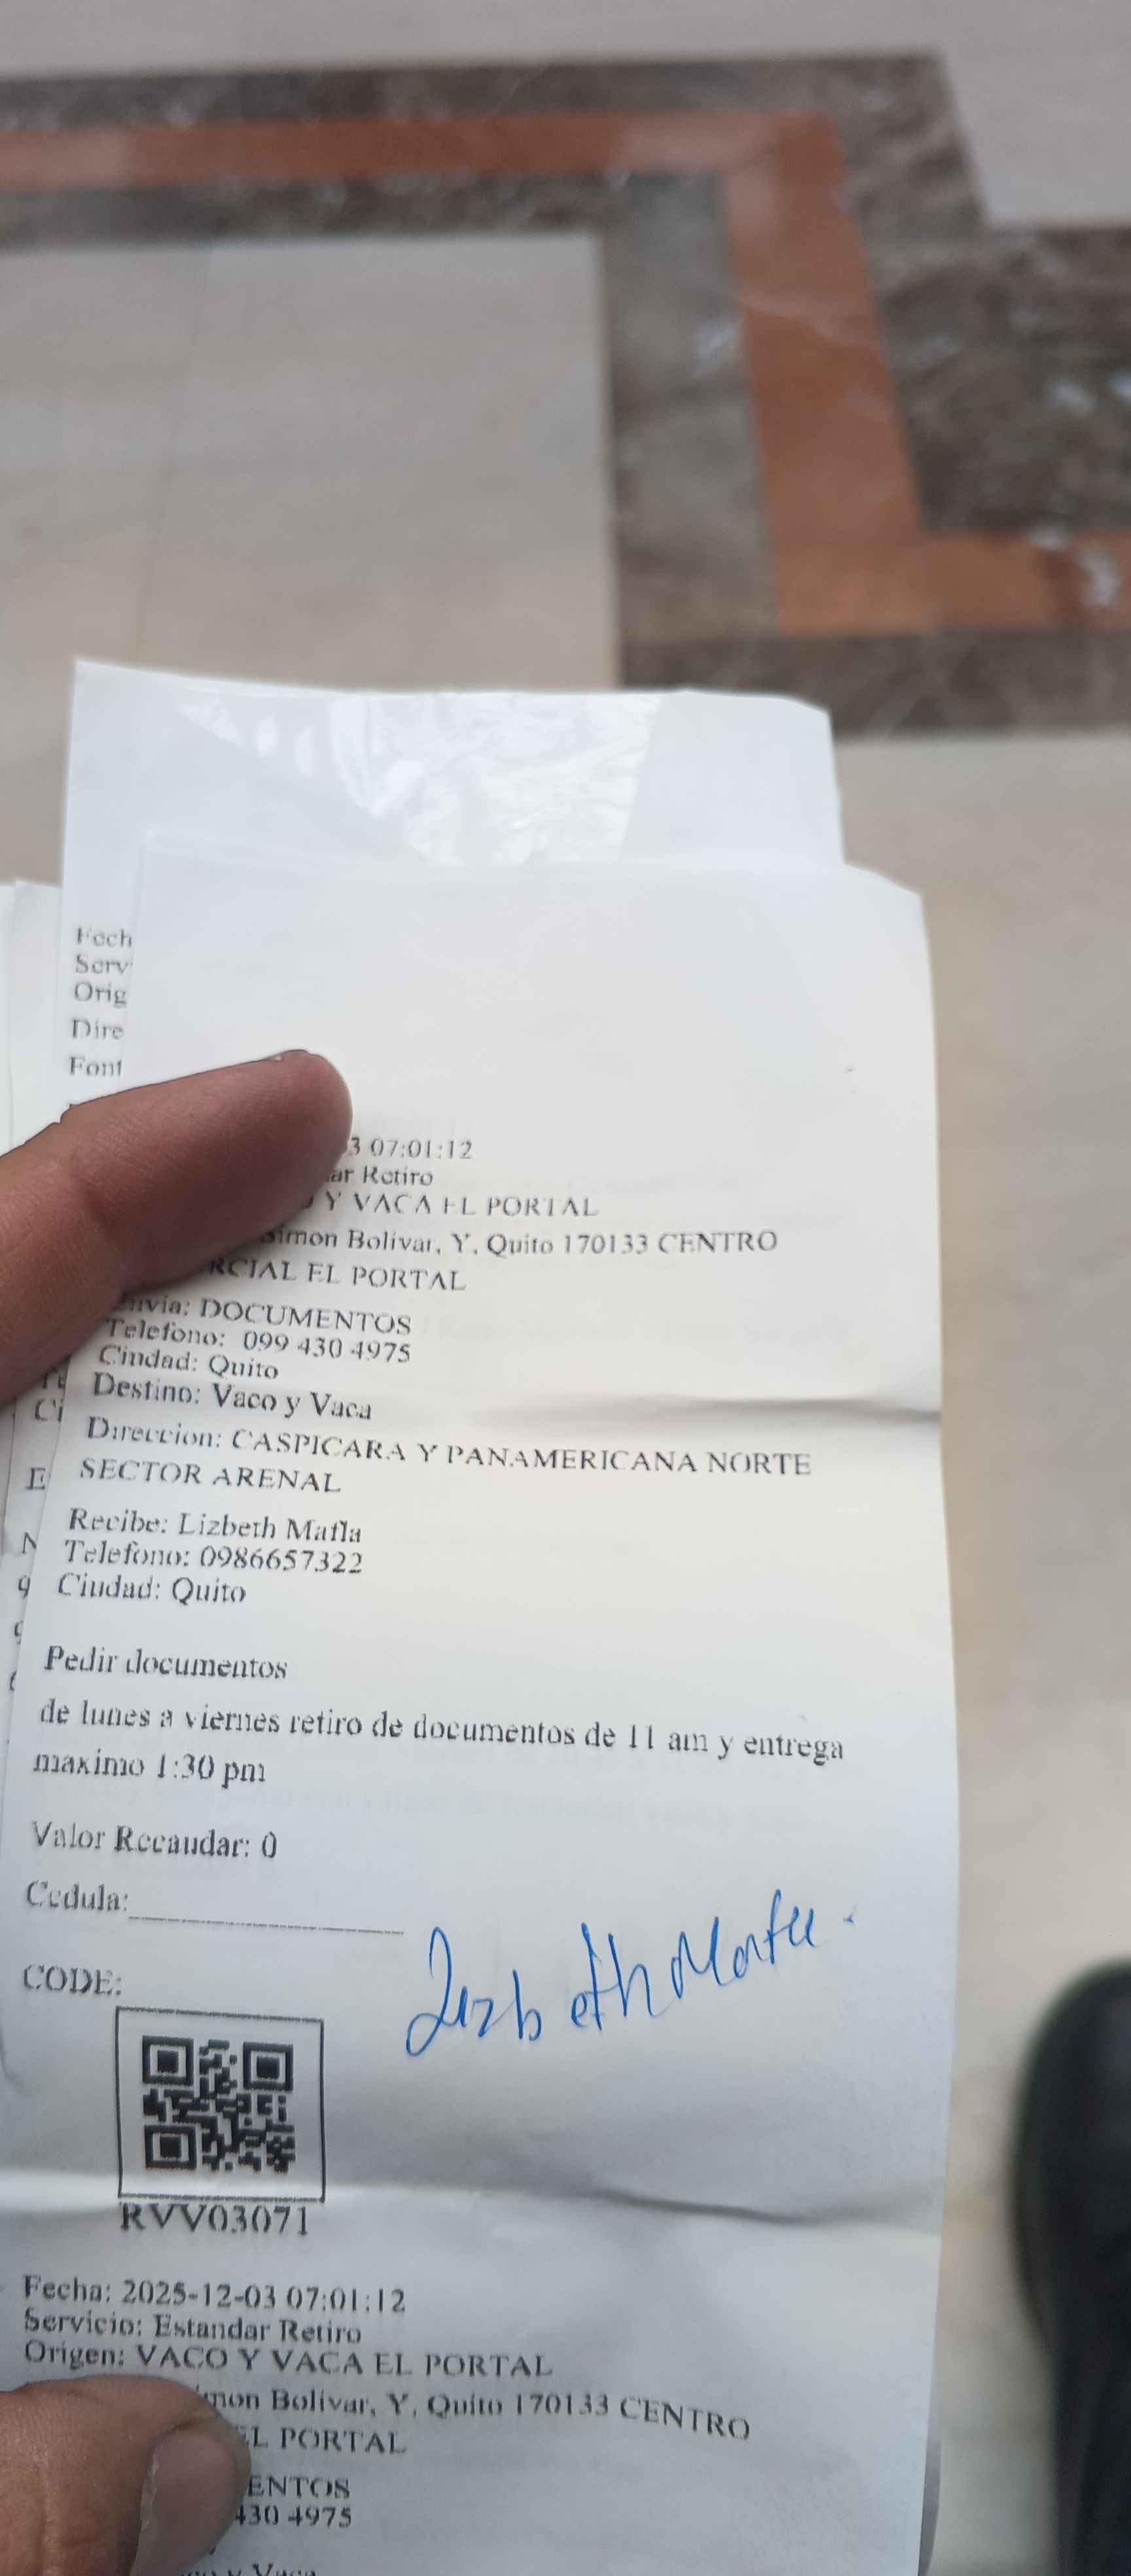 Fech
Serv
Orig
Dire
Font
3 07:01:12
ar Retiro
O Y VACA EL PORTAL
Simon Bolivar, Y, Quito 170133 CENTRO
RCIAL EL PORTAL
Envia: DOCUMENTOS
Telefono: 099 430 4975
Ciudad: Quito
Destino: Vaco y Vaca
Direccion: CASPICARA Y PANAMERICANA NORTE
SECTOR ARENAL
Recibe: Lizbeth Mafla
Telefono: 0986657322
Ciudad: Quito
Pedir documentos
de lunes a viernes retiro de documentos de 11 am y entrega
maximo 1:30 pm
Valor Recaudar: 0
Cedula:
Lizbeth Mafla
CODE:
RVV03071
Fecha: 2025-12-03 07:01:12
Servicio: Estandar Retiro
Origen: VACO Y VACA EL PORTAL
mon Bolivar, Y, Quito 170133 CENTRO
EL PORTAL
ENTOS
430 4975
o y Vaca